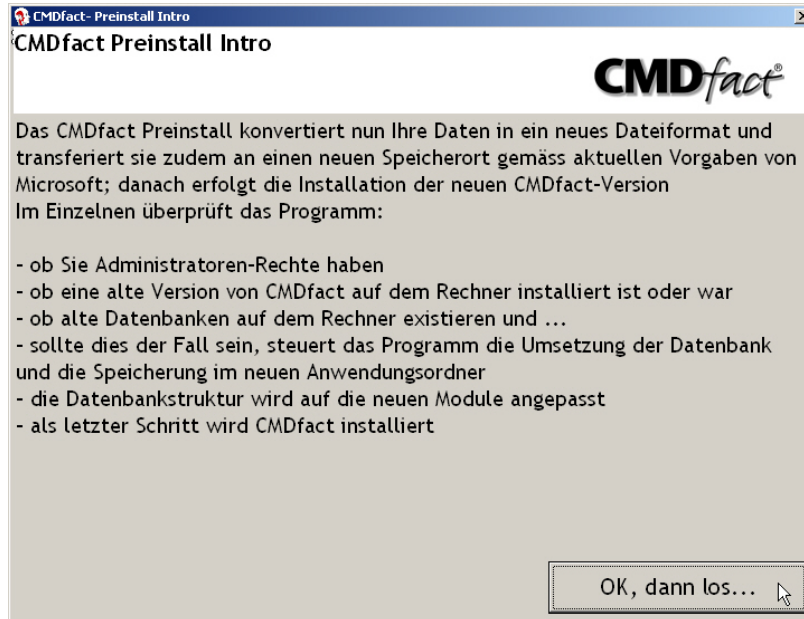 CMDfact- Preinstall Intro
CMDfact Preinstall Intro
CMDfact®
Das CMDfact Preinstall konvertiert nun Ihre Daten in ein neues Dateiformat und
transferiert sie zudem an einen neuen Speicherort gemäss aktuellen Vorgaben von
Microsoft; danach erfolgt die Installation der neuen CMDfact-Version
Im Einzelnen überprüft das Programm:
- ob Sie Administratoren-Rechte haben
- ob eine alte Version von CMDfact auf dem Rechner installiert ist oder war
- ob alte Datenbanken auf dem Rechner existieren und ...
- sollte dies der Fall sein, steuert das Programm die Umsetzung der Datenbank
und die Speicherung im neuen Anwendungsordner
- die Datenbankstruktur wird auf die neuen Module angepasst
- als letzter Schritt wird CMDfact installiert
OK, dann los...